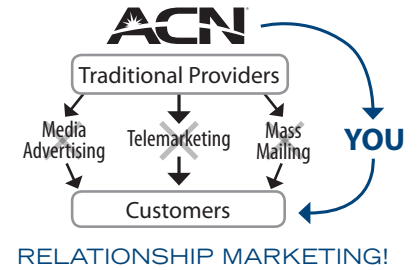 ACN
Traditional Providers
Media
Advertising
Telemarketing
Mass
Mailing
YOU
Customers
RELATIONSHIP MARKETING!